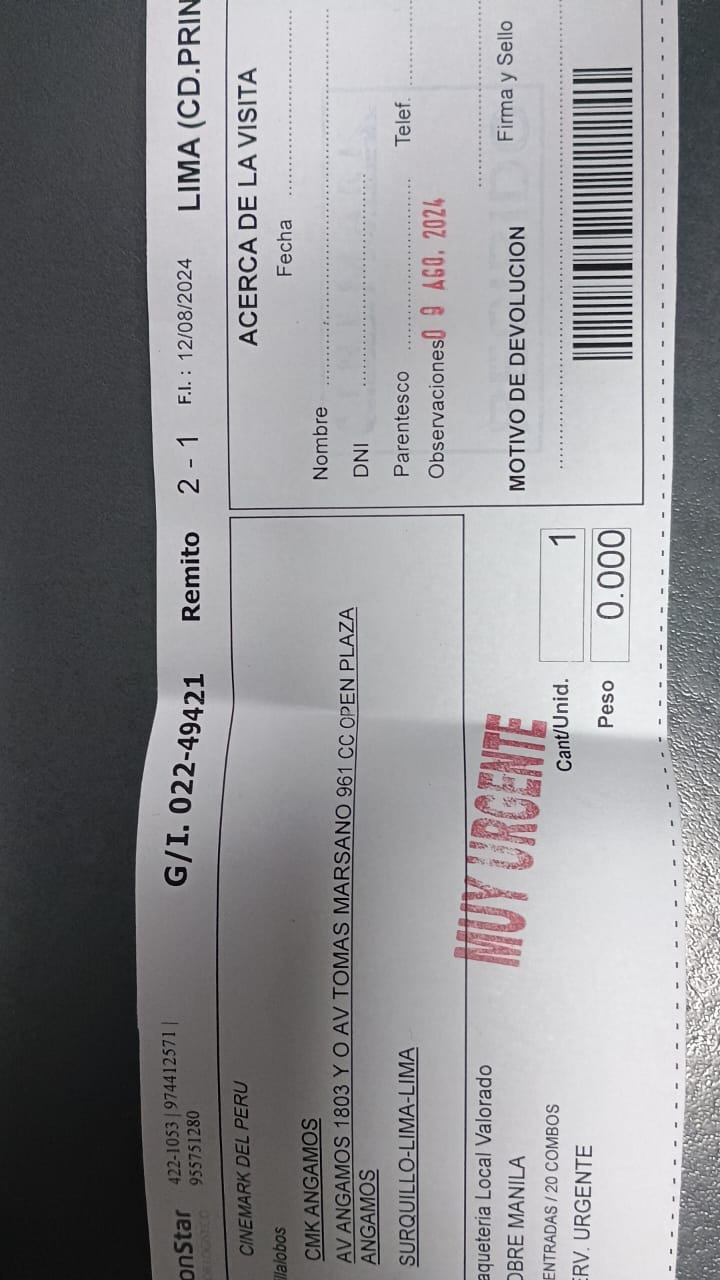 onStar 422-1053 | 974412571 |
955751280
G/I. 022-49421 Remito 2 - 1 F.I. : 12/08/2024 LIMA (CD.PRIN
CINEMARK DEL PERU
illalobos
CMK ANGAMOS
AV ANGAMOS 1803 Y O AV TOMAS MARSANO 961 CC OPEN PLAZA
ANGAMOS
SURQUILLO-LIMA-LIMA
aqueteria Local Valorado
OBRE MANILA
ENTRADAS / 20 COMBOS
ERV. URGENTE
MUY URGENTE
Cant/Unid. 1
Peso 0.000
ACERCA DE LA VISITA
Fecha
Nombre
DNI
Parentesco Telef.
Observaciones 09 AGO. 2024
Firma y Sello
MOTIVO DE DEVOLUCION